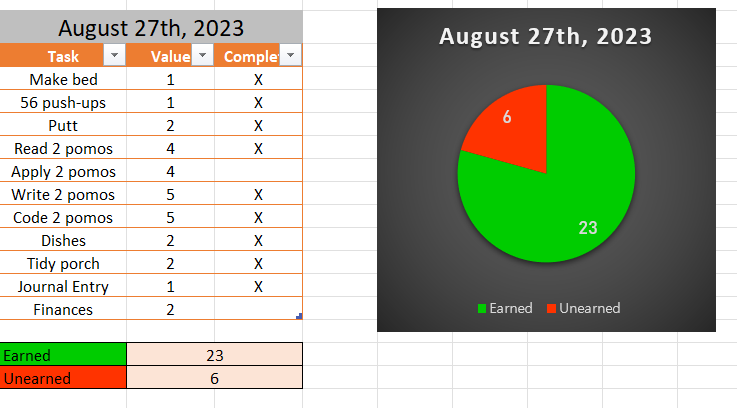 August 27th, 2023
Task Value Comple
Make bed 1 X
56 push-ups 1 X
Putt 2 X
Read 2 pomos 4 X
Apply 2 pomos 4
Write 2 pomos 5 X
Code 2 pomos 5 X
Dishes 2 X
Tidy porch 2 X
Journal Entry 1 X
Finances 2
Earned 23
Unearned 6
August 27th, 2023
6
23
Earned Unearned